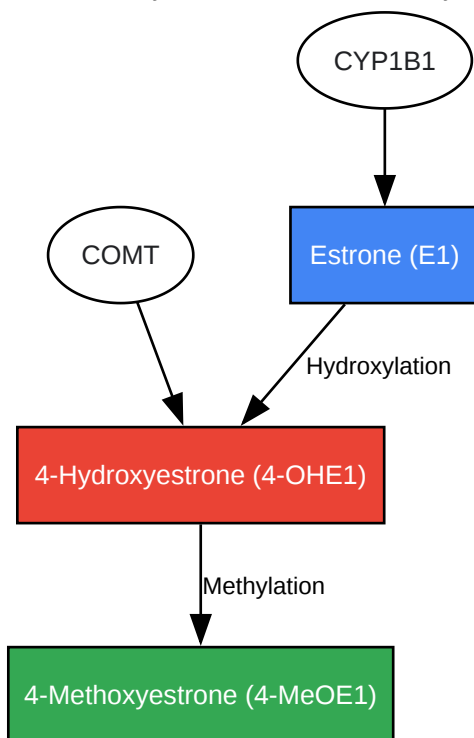 CYP1B1
COMT
Estrone (E1)
Hydroxylation
4-Hydroxyestrone (4-OHE1)
Methylation
4-Methoxyestrone (4-MeOE1)